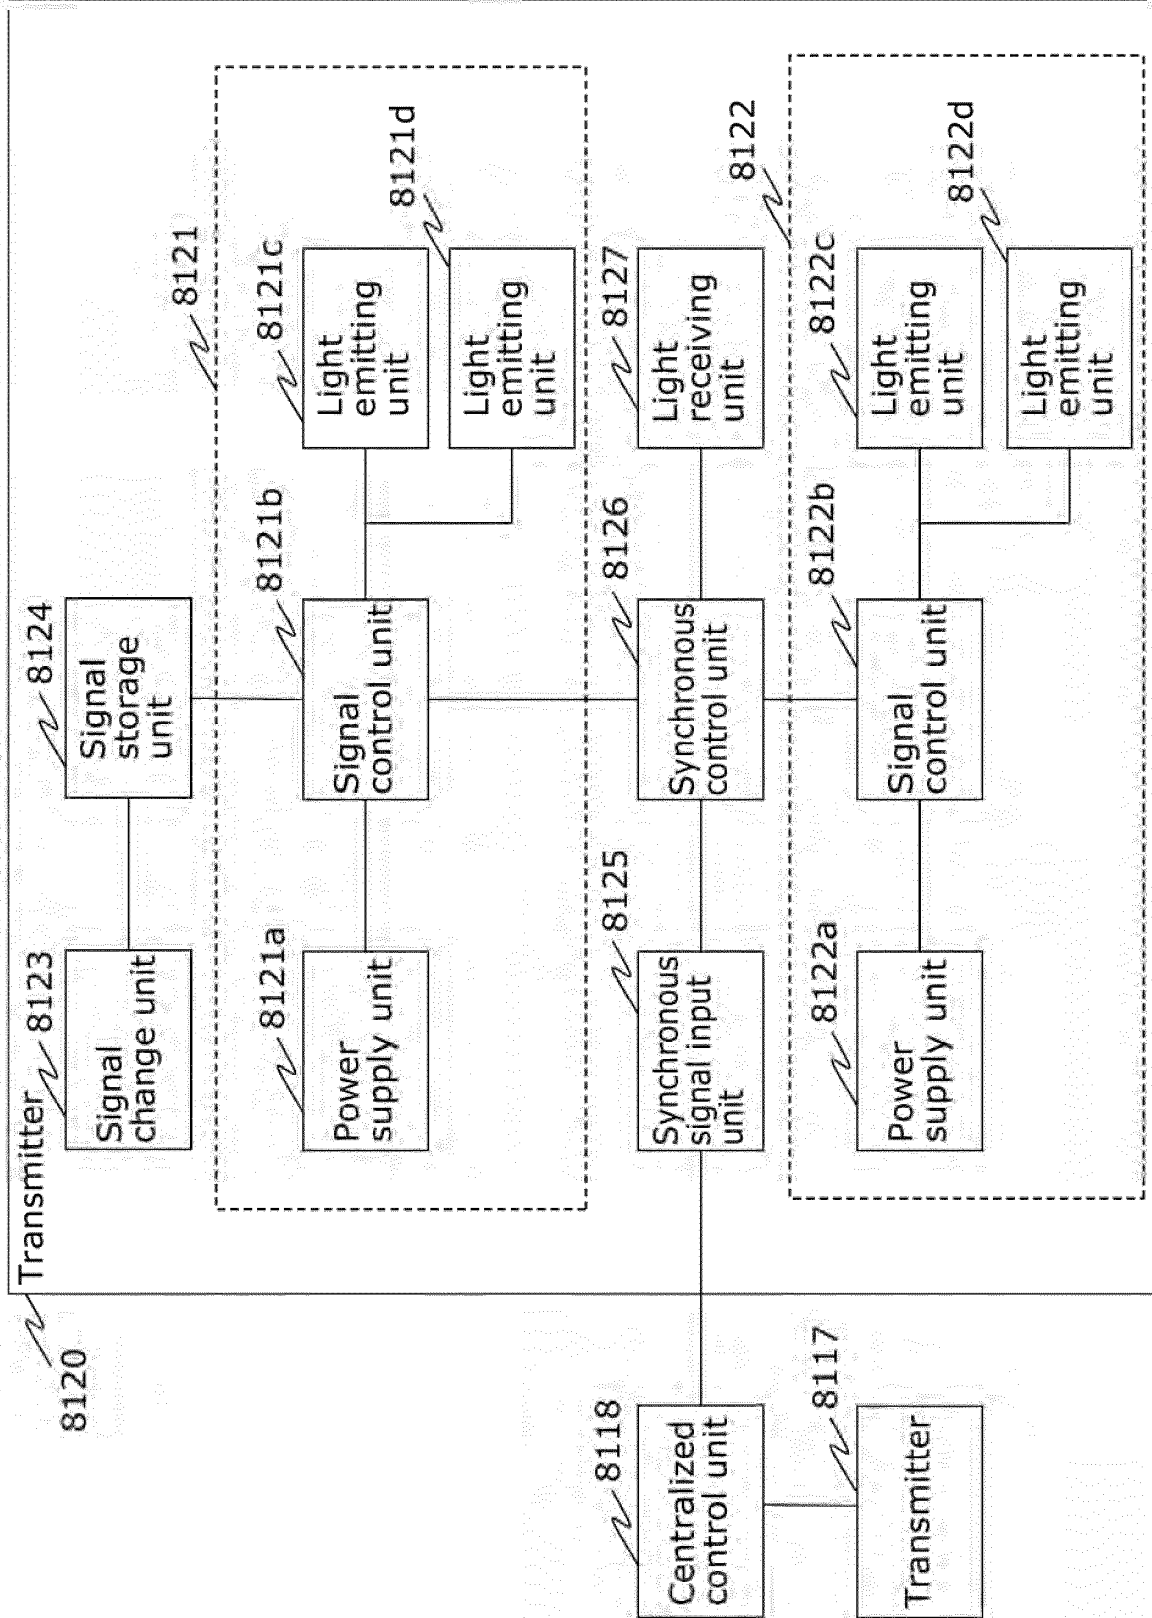 8120
Transmitter
8123
Signal
change unit
8124
Signal
storage
unit
8121
8121a
Power
supply unit
8121b
Signal
control unit
8121c
Light
emitting
unit
8121d
Light
emitting
unit
8118
Centralized
control unit
8117
Transmitter
8125
Synchronous
signal input
unit
8126
Synchronous
control unit
8127
Light
receiving
unit
8122
8122a
Power
supply unit
8122b
Signal
control unit
8122c
Light
emitting
unit
8122d
Light
emitting
unit